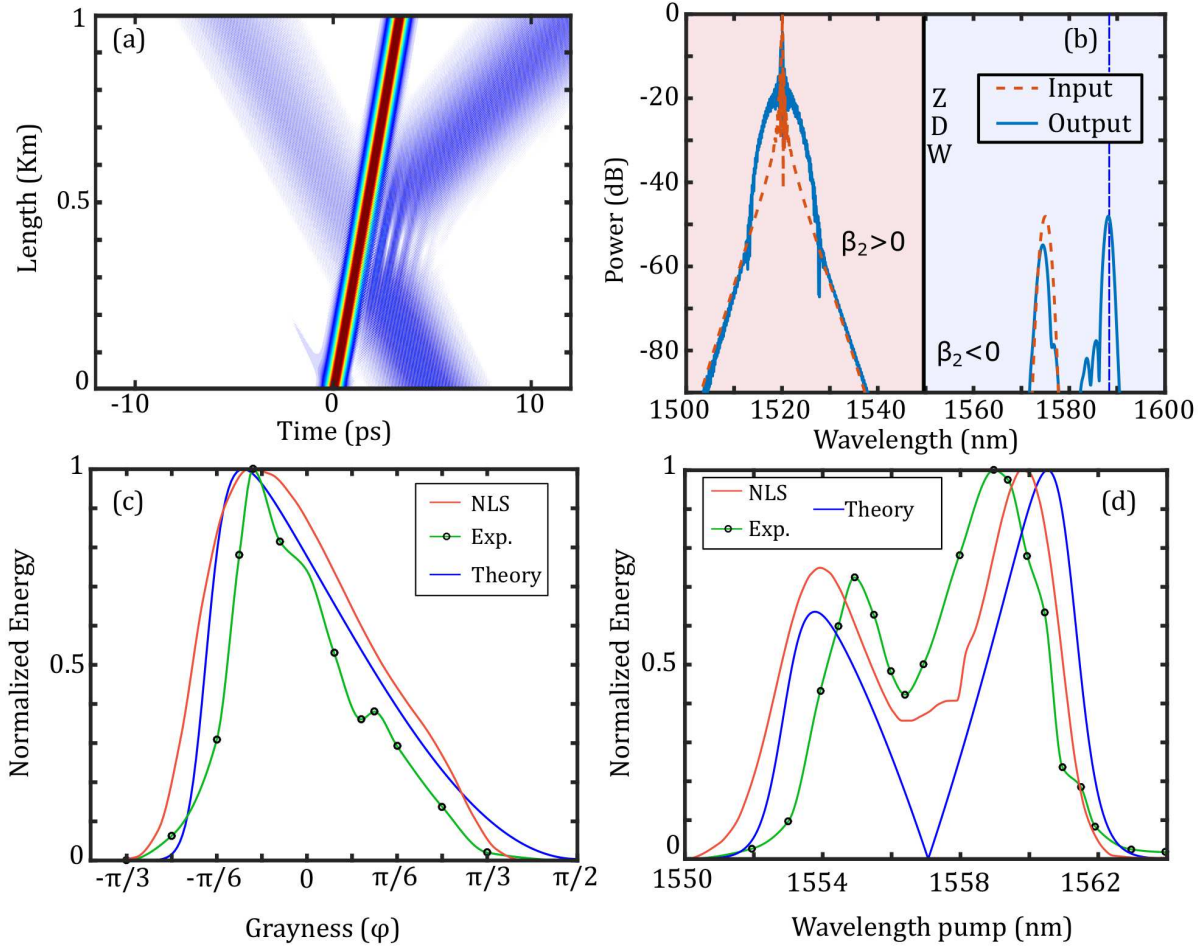 (a)
1
0.5
0
Length (Km)
-10
0
10
Time (ps)
(b)
0
-20
-40
-60
-80
Power (dB)
Z
D
W
Input
Output
β₂>0
β₂<0
1500
1520
1540
1560
1580
1600
Wavelength (nm)
(c)
1
0.5
0
Normalized Energy
NLS
Exp.
Theory
-π/3
-π/6
0
π/6
π/3
π/2
Grayness (φ)
(d)
1
0.5
0
Normalized Energy
NLS
Theory
Exp.
1550
1554
1558
1562
Wavelength pump (nm)